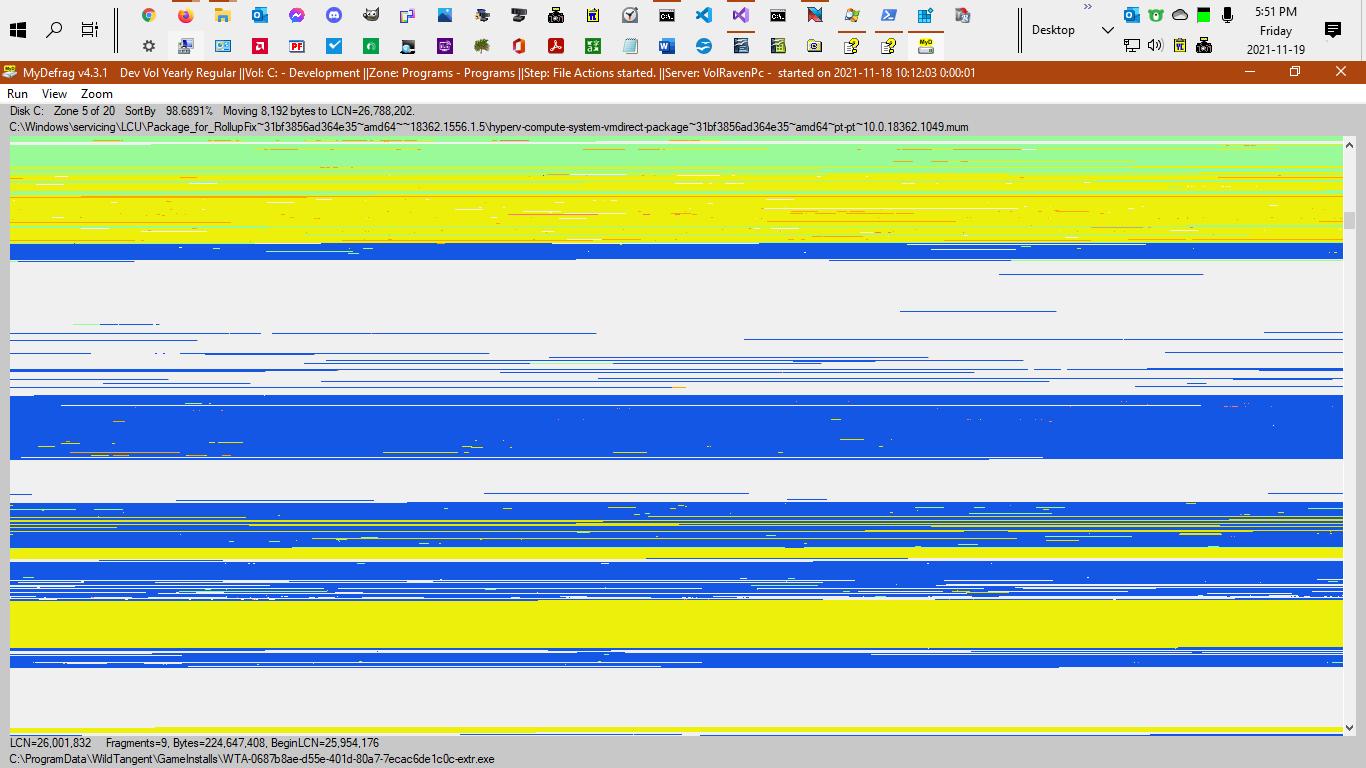 5:51 PM
Desktop
Friday
2021-11-19
MyDefrag v4.3.1 Dev Vol Yearly Regular ||Vol: C: - Development ||Zone: Programs - Programs ||Step: File Actions started. ||Server: VolRavenPc - started on 2021-11-18 10:12:03 0:00:01
Run View Zoom
Disk C: Zone 5 of 20 SortBy 98.6891% Moving 8,192 bytes to LCN=26,788,202.
C:\Windows\servicing\LCU\Package_for_RollupFix~31bf3856ad364e35~amd64~~18362.1556.1.5\hyperv-compute-system-vmdirect-package~31bf3856ad364e35~amd64~pt-pt~10.0.18362.1049.mum
LCN=26,001,832 Fragments=9, Bytes=224,647,408, BeginLCN=25,954,176
C:\ProgramData\WildTangent\GameInstalls\WTA-0687b8ae-d55e-401d-80a7-7ecac6de1c0c-extr.exe